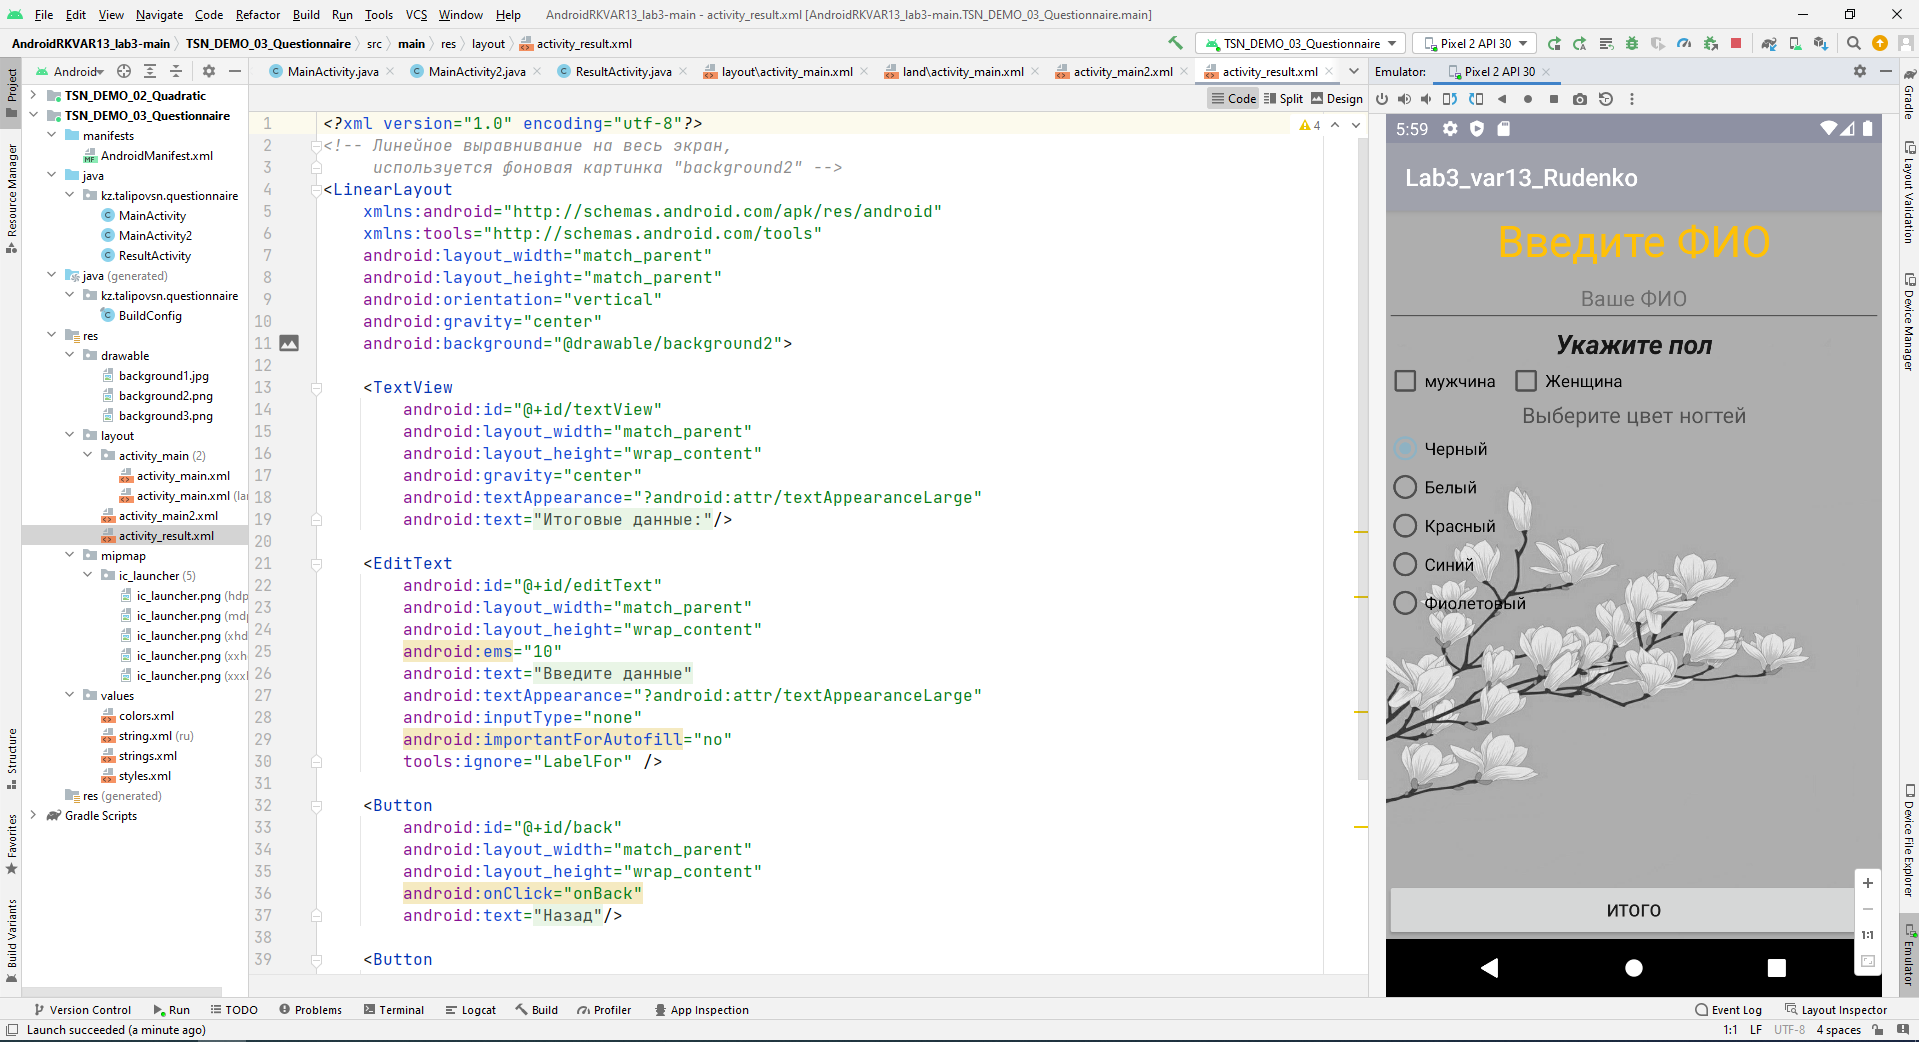 File Edit View Navigate Code Refactor Build Run Tools VCS Window Help AndroidRKVAR13_lab3-main - activity_result.xml [AndroidRKVAR13_lab3-main.TSN_DEMO_03_Questionnaire.main]
AndroidRKVAR13_lab3-main TSN_DEMO_03_Questionnaire src main res layout activity_result.xml TSN_DEMO_03_Questionnaire Pixel 2 API 30
Project
Resource Manager
Structure
Favorites
Build Variants
Android
TSN_DEMO_02_Quadratic
TSN_DEMO_03_Questionnaire
manifests
AndroidManifest.xml
java
kz.talipovsn.questionnaire
MainActivity
MainActivity2
ResultActivity
java (generated)
kz.talipovsn.questionnaire
BuildConfig
res
drawable
background1.jpg
background2.png
background3.png
layout
activity_main (2)
activity_main.xml
activity_main.xml (lan
activity_main2.xml
activity_result.xml
mipmap
ic_launcher (5)
ic_launcher.png (hdp
ic_launcher.png (mdp
ic_launcher.png (xhd
ic_launcher.png (xxh
ic_launcher.png (xxx
values
colors.xml
string.xml (ru)
strings.xml
styles.xml
res (generated)
Gradle Scripts
MainActivity.java MainActivity2.java ResultActivity.java layout\activity_main.xml land\activity_main.xml activity_main2.xml activity_result.xml
Code Split Design
4
1 <?xml version="1.0" encoding="utf-8"?>
2 <!-- Линейное выравнивание на весь экран,
3 используется фоновая картинка "background2" -->
4 <LinearLayout
5 xmlns:android="http://schemas.android.com/apk/res/android"
6 xmlns:tools="http://schemas.android.com/tools"
7 android:layout_width="match_parent"
8 android:layout_height="match_parent"
9 android:orientation="vertical"
10 android:gravity="center"
11 android:background="@drawable/background2">
12
13 <TextView
14 android:id="@+id/textView"
15 android:layout_width="match_parent"
16 android:layout_height="wrap_content"
17 android:gravity="center"
18 android:textAppearance="?android:attr/textAppearanceLarge"
19 android:text="Итоговые данные:"/>
20
21 <EditText
22 android:id="@+id/editText"
23 android:layout_width="match_parent"
24 android:layout_height="wrap_content"
25 android:ems="10"
26 android:text="Введите данные"
27 android:textAppearance="?android:attr/textAppearanceLarge"
28 android:inputType="none"
29 android:importantForAutofill="no"
30 tools:ignore="LabelFor" />
31
32 <Button
33 android:id="@+id/back"
34 android:layout_width="match_parent"
35 android:layout_height="wrap_content"
36 android:onClick="onBack"
37 android:text="Назад"/>
38
39 <Button
Emulator: Pixel 2 API 30
5:59
Lab3_var13_Rudenko
Введите ФИО
Ваше ФИО
Укажите пол
мужчина Женщина
Выберите цвет ногтей
Черный
Белый
Красный
Синий
Фиолетовый
ИТОГО
1:1
Gradle
Layout Validation
Device Manager
Device File Explorer
Emulator
Version Control Run TODO Problems Terminal Logcat Build Profiler App Inspection Event Log Layout Inspector
Launch succeeded (a minute ago) 1:1 LF UTF-8 4 spaces